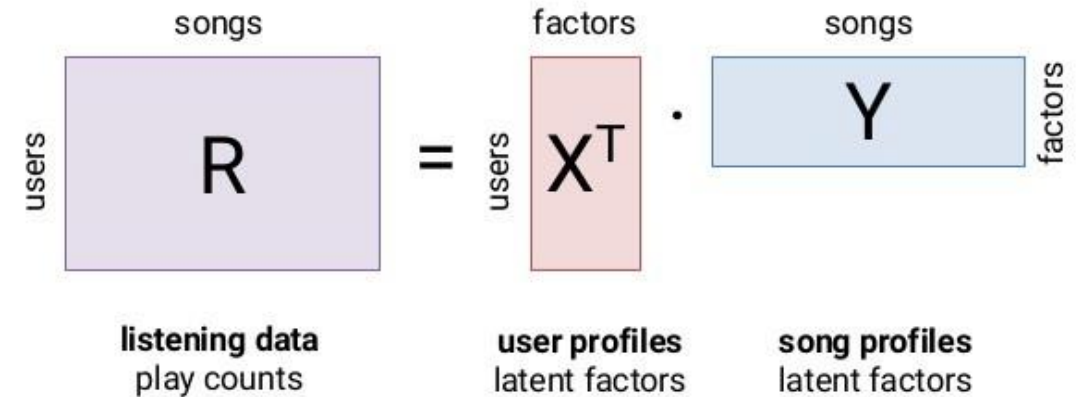 songs
factors
songs
users
R
=
users
X^T
·
Y
factors
listening data
play counts
user profiles
latent factors
song profiles
latent factors